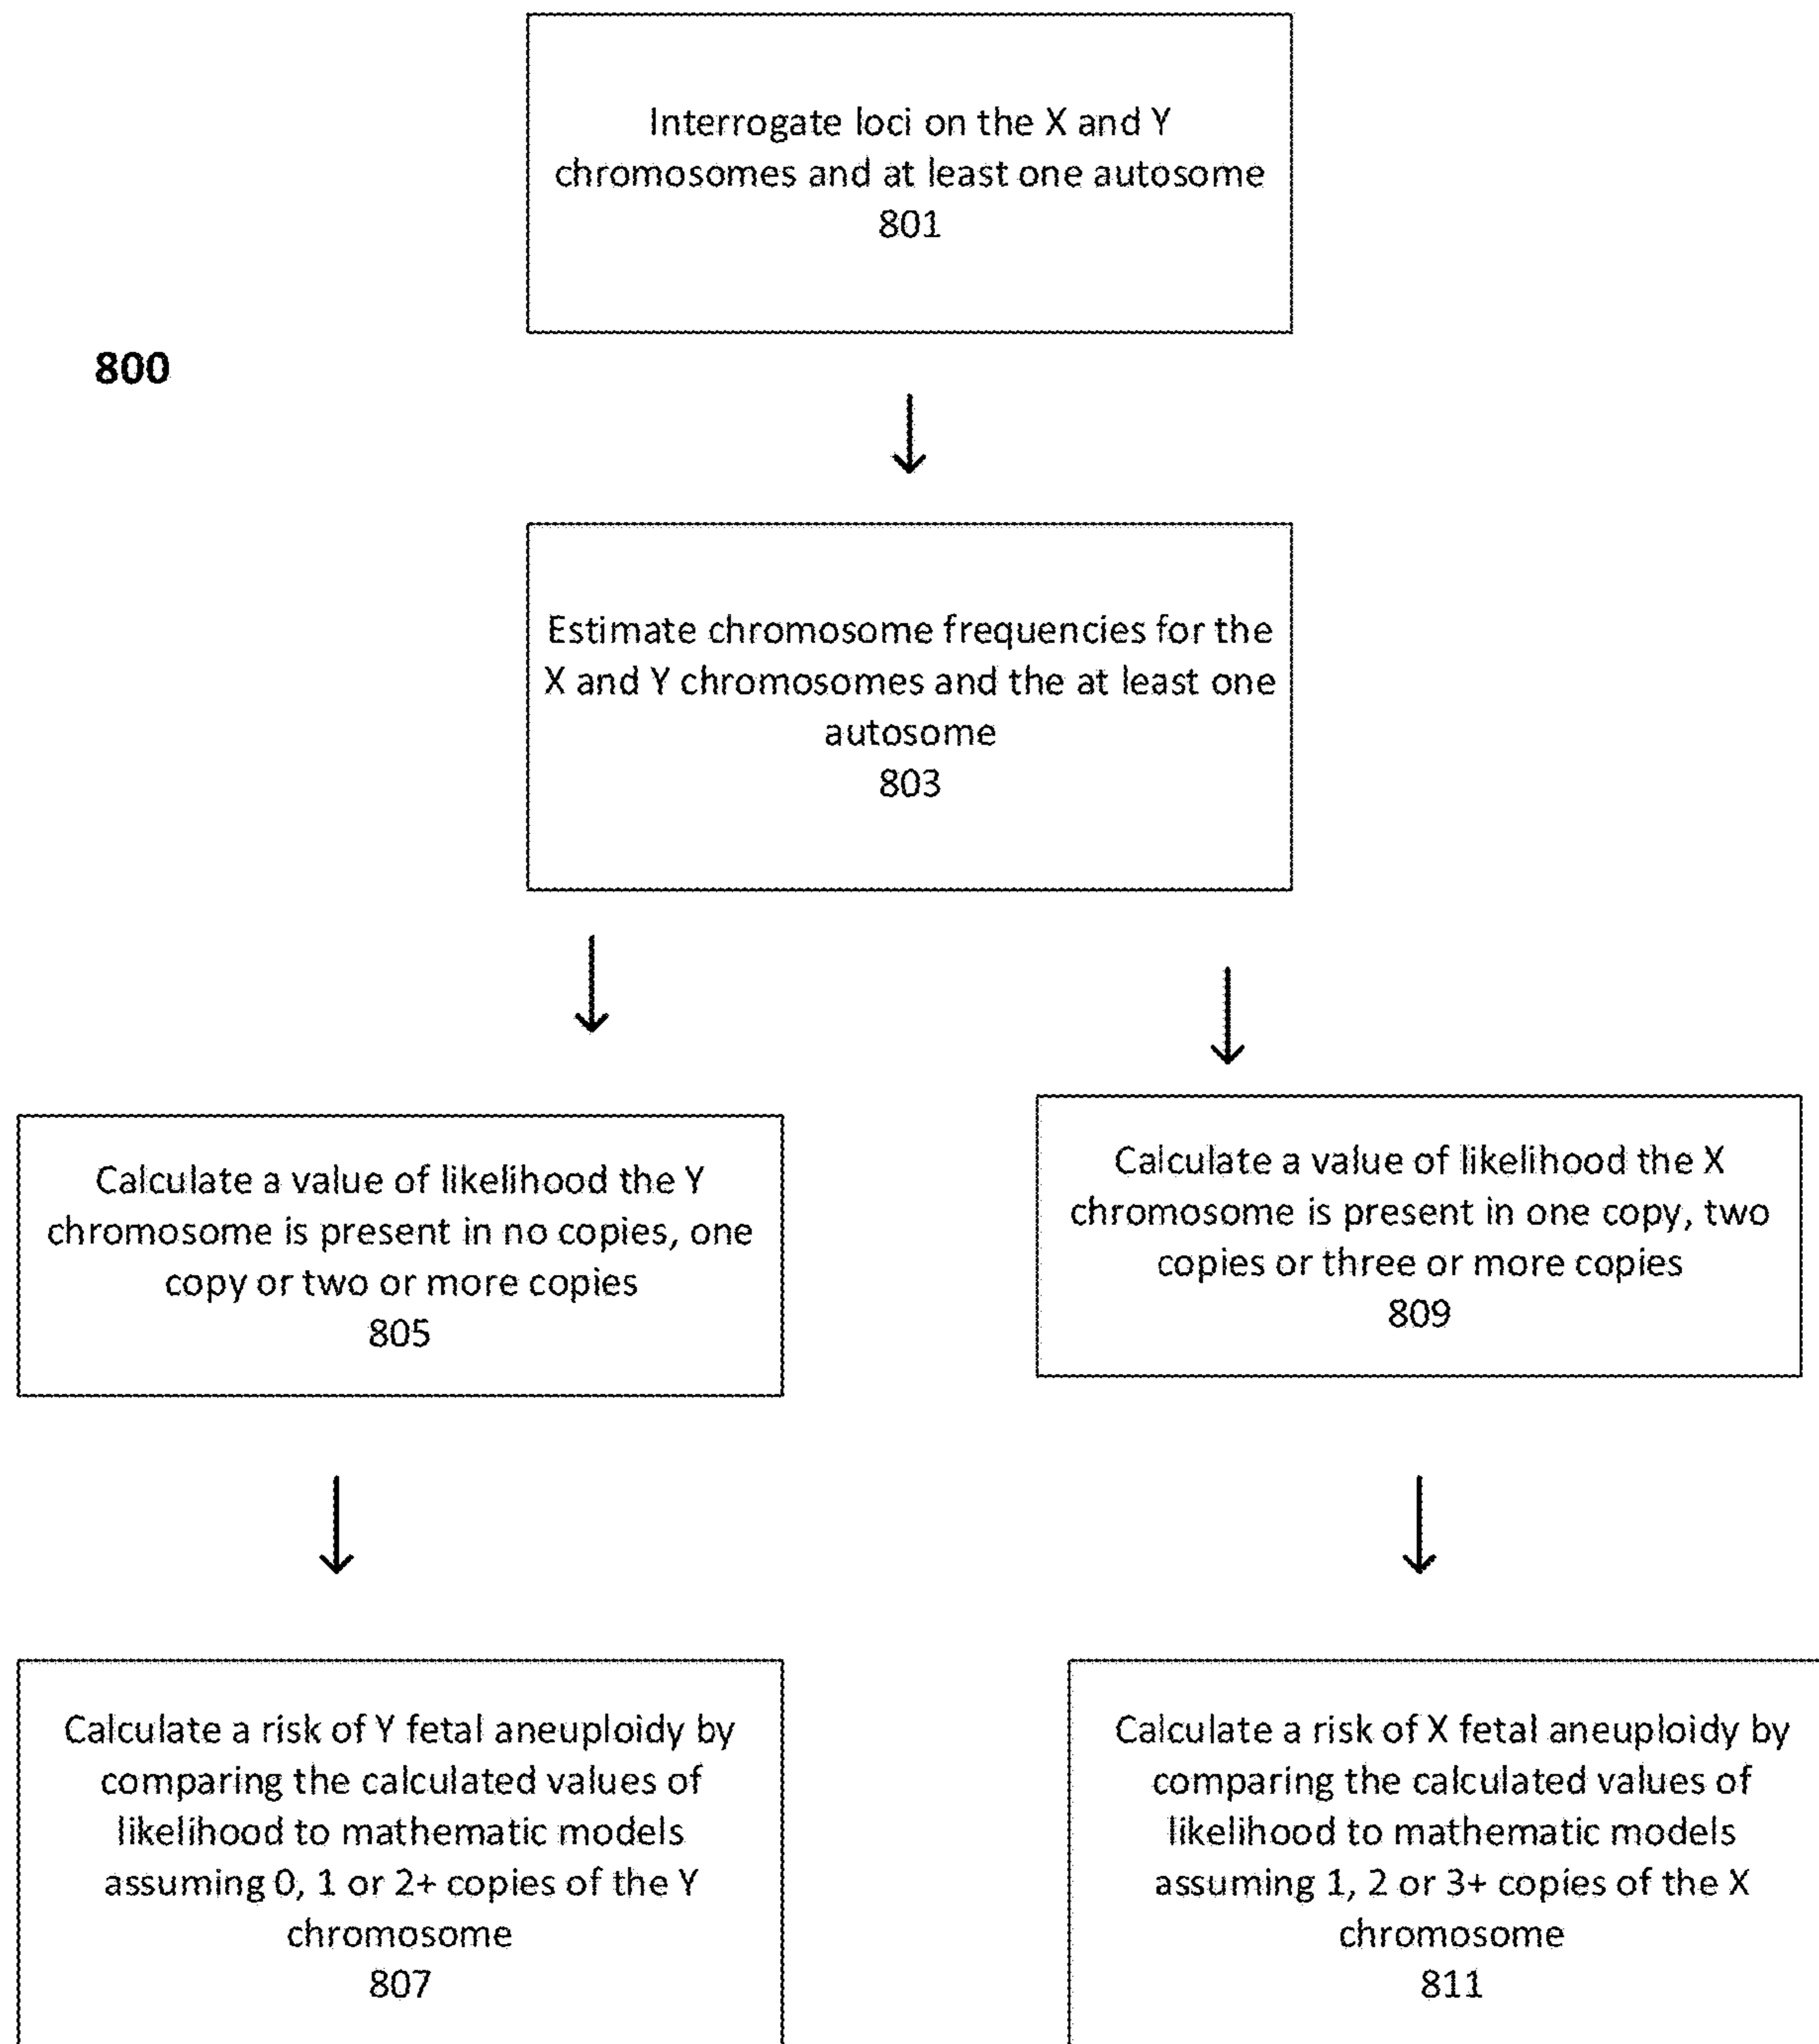 Interrogate loci on the X and Y
chromosomes and at least one autosome
801
800
Estimate chromosome frequencies for the
X and Y chromosomes and the at least one
autosome
803
Calculate a value of likelihood the Y
chromosome is present in no copies, one
copy or two or more copies
805
Calculate a value of likelihood the X
chromosome is present in one copy, two
copies or three or more copies
809
Calculate a risk of Y fetal aneuploidy by
comparing the calculated values of
likelihood to mathematic models
assuming 0, 1 or 2+ copies of the Y
chromosome
807
Calculate a risk of X fetal aneuploidy by
comparing the calculated values of
likelihood to mathematic models
assuming 1, 2 or 3+ copies of the X
chromosome
811